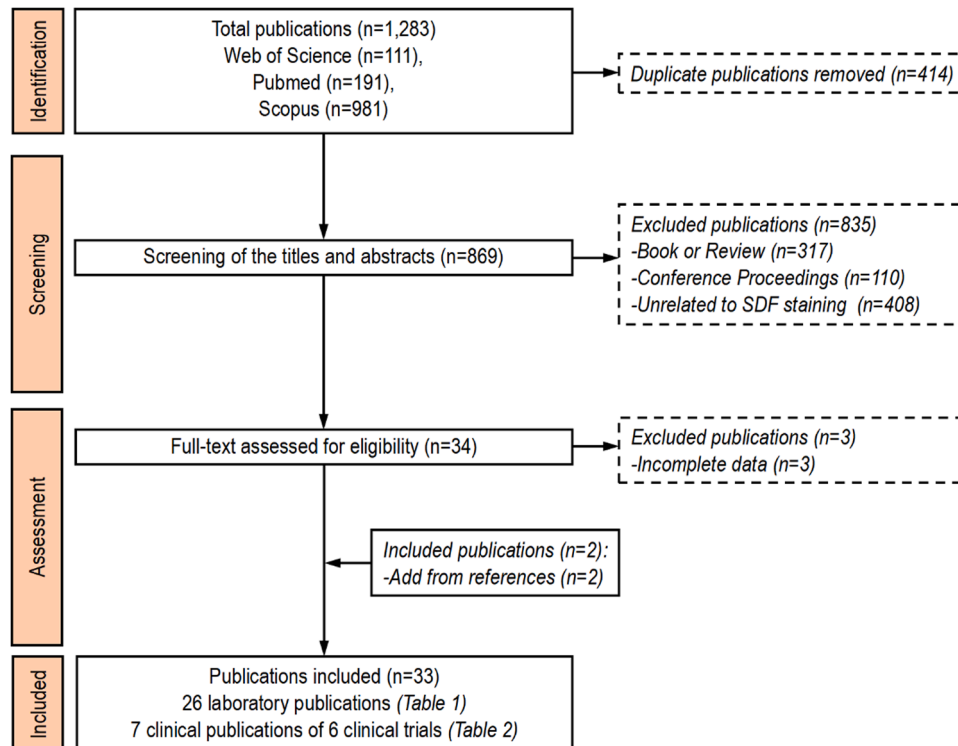 Identification
Total publications (n=1,283)
Web of Science (n=111),
Pubmed (n=191),
Scopus (n=981)
Duplicate publications removed (n=414)
Screening
Screening of the titles and abstracts (n=869)
Excluded publications (n=835)
-Book or Review (n=317)
-Conference Proceedings (n=110)
-Unrelated to SDF staining (n=408)
Assessment
Full-text assessed for eligibility (n=34)
Excluded publications (n=3)
-Incomplete data (n=3)
Included publications (n=2):
-Add from references (n=2)
Included
Publications included (n=33)
26 laboratory publications (Table 1)
7 clinical publications of 6 clinical trials (Table 2)